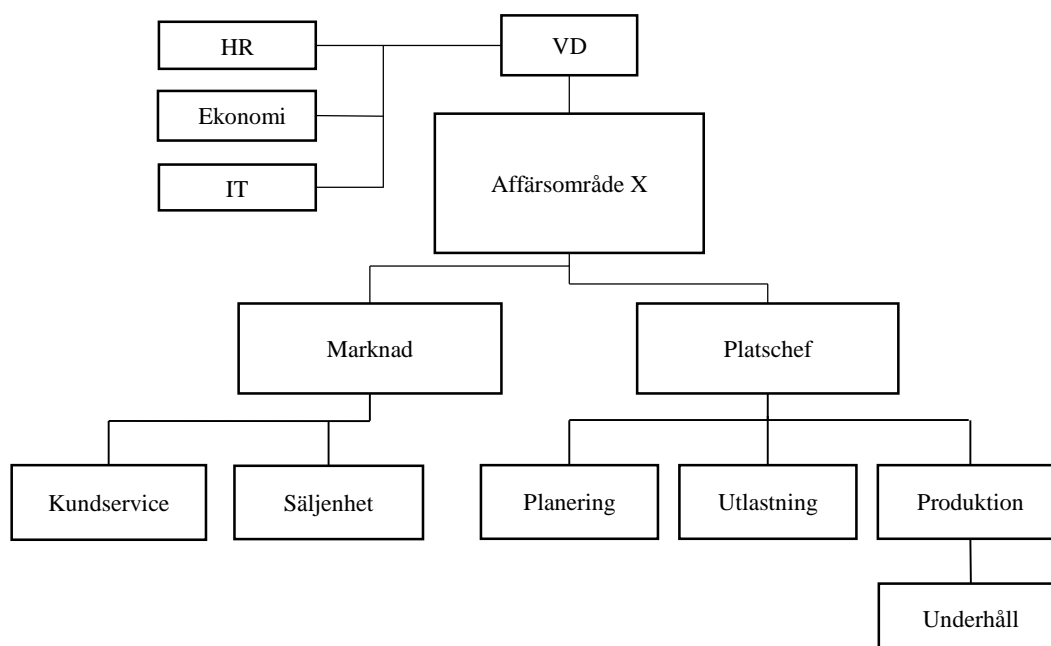 HR
VD
Ekonomi
IT
Affärsområde X
Marknad
Platschef
Kundservice
Säljenhet
Planering
Utlastning
Produktion
Underhåll